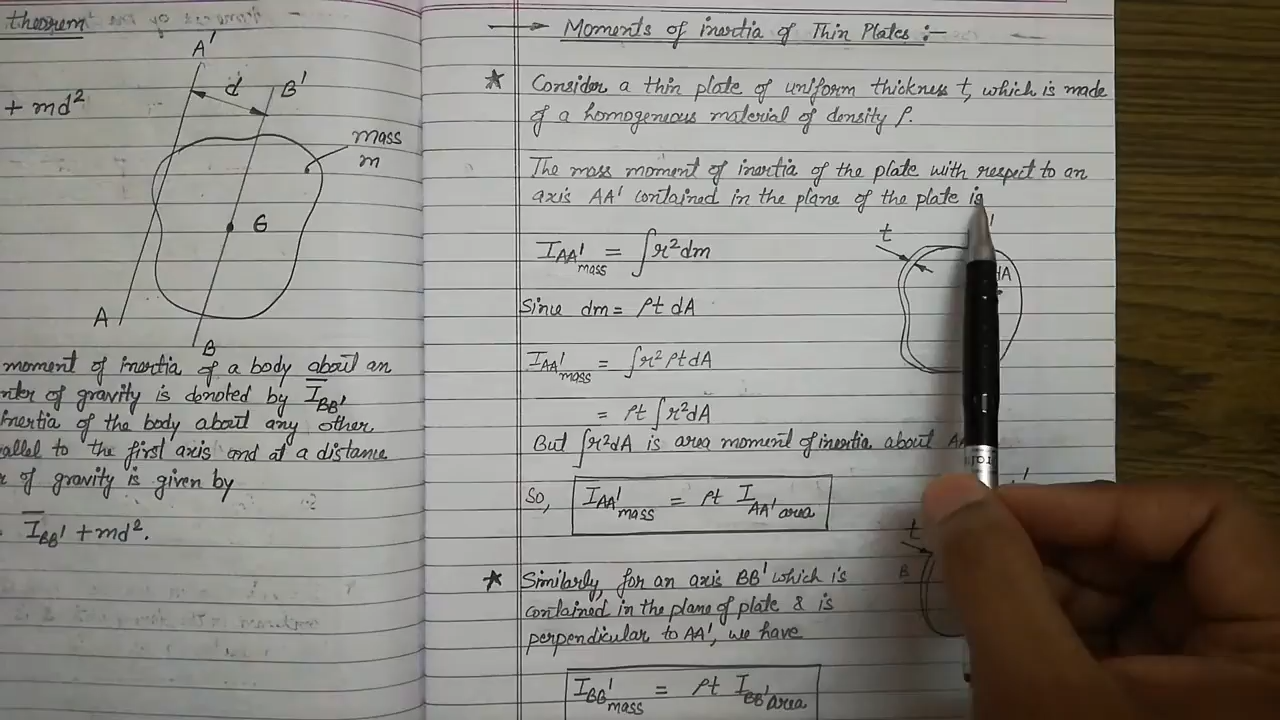 theorem
+ md²
A'
d
B'
mass
m
G
A
B
moment of inertia of a body about an
of gravity is denoted by I̅BB'
inertia of the body about any other
to the first axis and at a distance
of gravity is given by
I̅BB' + md².
Moments of inertia of Thin Plates :-
★ Consider a thin plate of uniform thickness t, which is made
of a homogeneous material of density ρ.
The mass moment of inertia of the plate with respect to an
axis AA' contained in the plane of the plate is
IAA' mass = ∫r²dm
Since dm = ρt dA
IAA' mass = ∫r² ρt dA
= ρt ∫r²dA
But ∫r²dA is area moment of inertia about
So, IAA' mass = ρt IAA' area
t
dA
★ Similarly, for an axis BB' which is
contained in the plane of plate & is
perpendicular to AA', we have
IBB' mass = ρt IBB' area
t
B